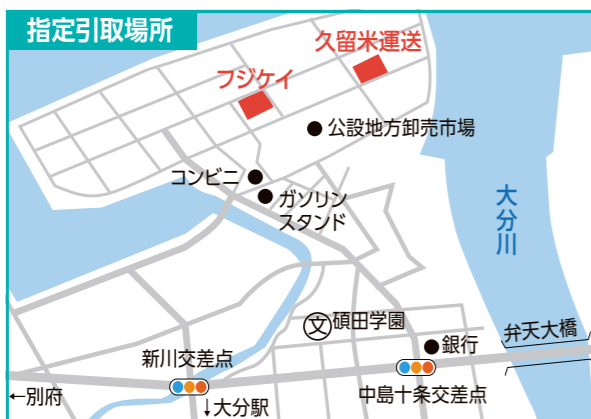 指定引取場所
久留米運送
フジケイ
公設地方卸売市場
コンビニ
ガソリン
スタンド
大分川
文
碩田学園
弁天大橋
銀行
新川交差点
中島十条交差点
←別府
↓大分駅